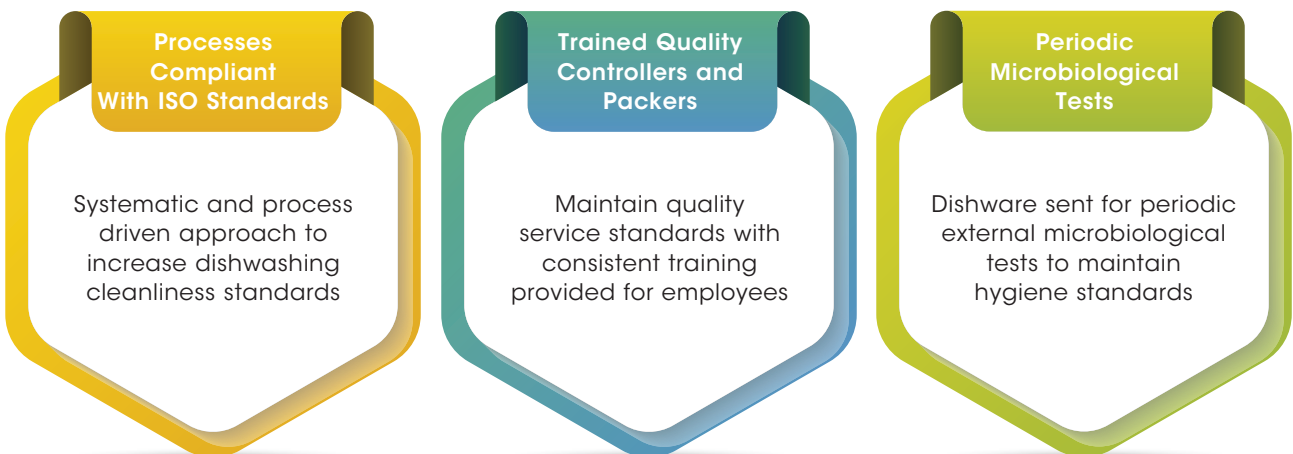 Processes
Compliant
With ISO Standards
Systematic and process
driven approach to
increase dishwashing
cleanliness standards
Trained Quality
Controllers and
Packers
Maintain quality
service standards with
consistent training
provided for employees
Periodic
Microbiological
Tests
Dishware sent for periodic
external microbiological
tests to maintain
hygiene standards